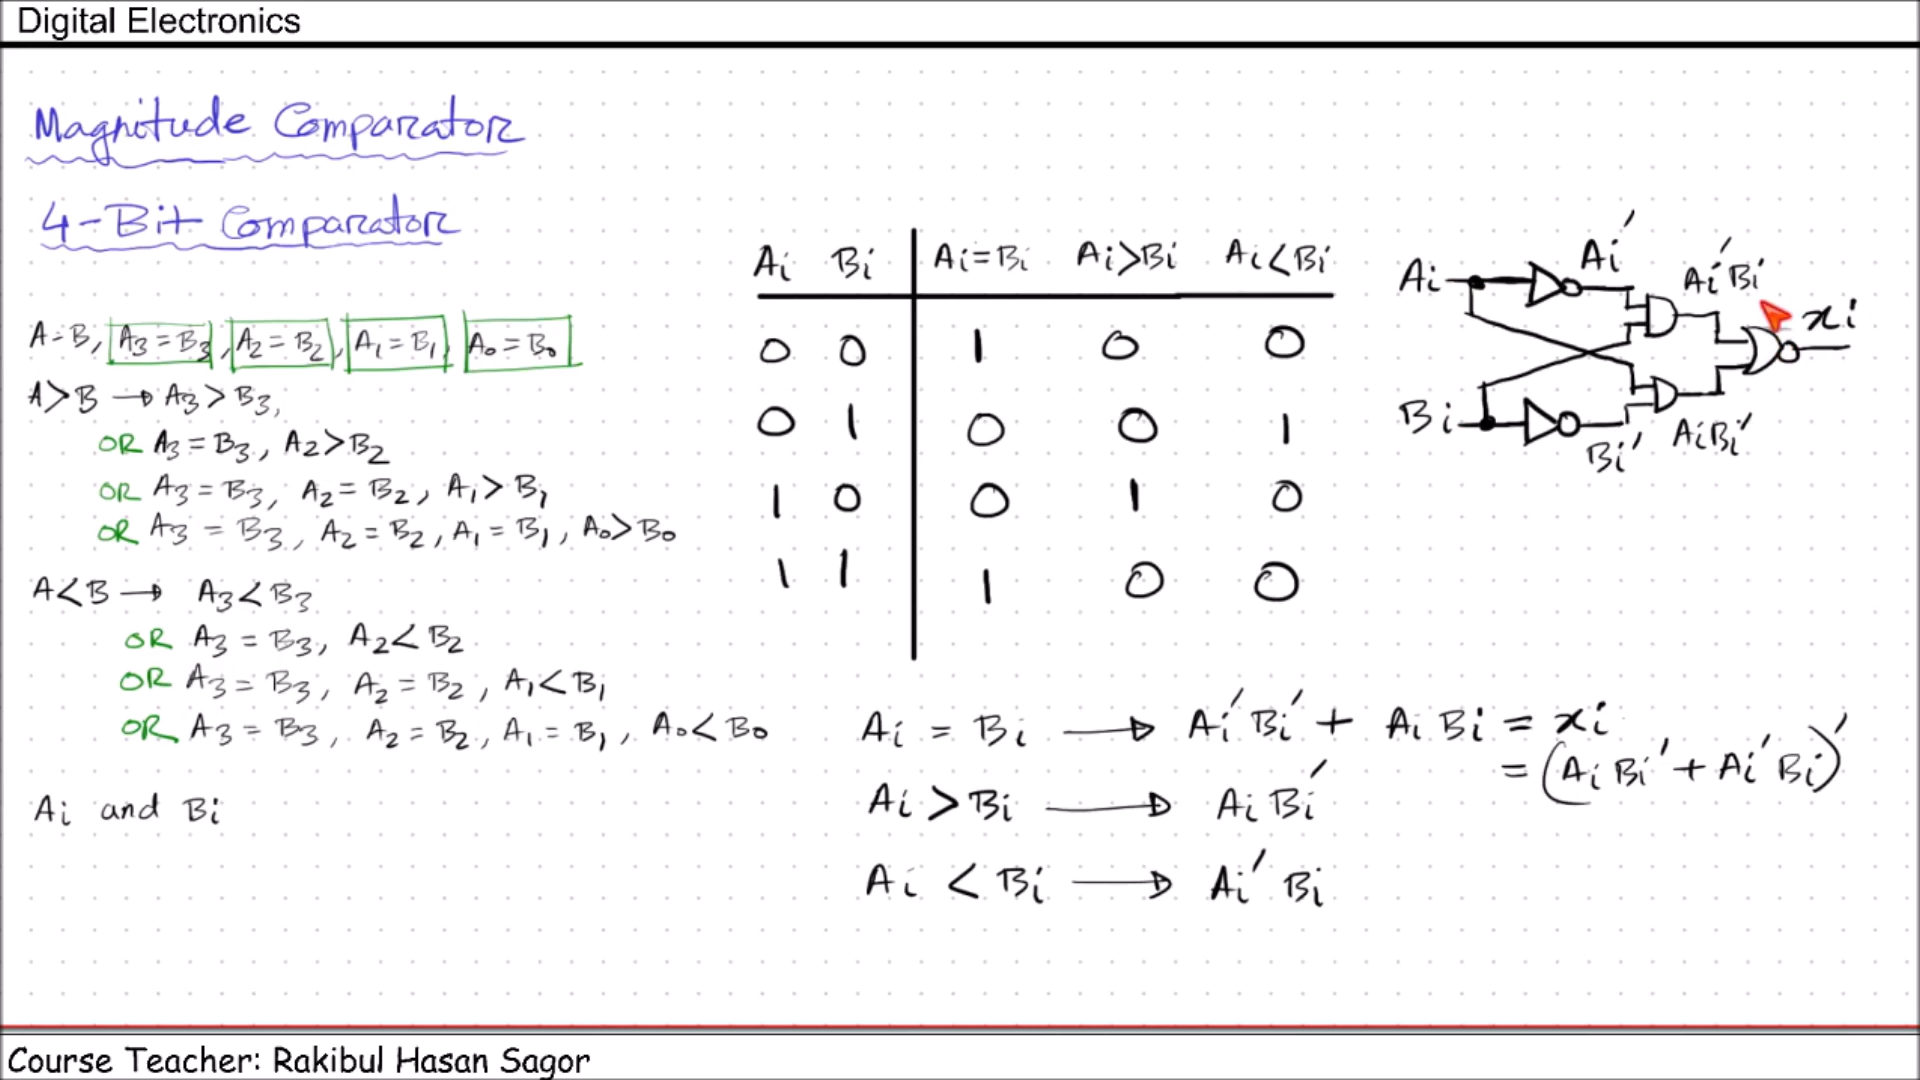 Digital Electronics
Magnitude Comparator
4-Bit Comparator
A=B, A3 = B3, A2 = B2, A1 = B1, A0 = B0
A>B → A3 > B3,
OR A3 = B3, A2>B2
OR A3 = B3, A2 = B2, A1 > B1
OR A3 = B3, A2 = B2, A1 = B1, A0>B0
A<B → A3 < B3
OR A3 = B3, A2< B2
OR A3 = B3, A2 = B2, A1<B1
OR A3 = B3, A2 = B2, A1 = B1, A0<B0
Ai and Bi
Ai Bi Ai=Bi Ai>Bi Ai<Bi
0 0 1 0 0
0 1 0 0 1
1 0 0 1 0
1 1 1 0 0
Ai = Bi → Ai'Bi' + AiBi = xi
= (AiBi' + Ai'Bi)'
Ai > Bi → AiBi'
Ai < Bi → Ai'Bi
Ai Ai' Ai'Bi'
xi
Bi Bi' AiBi'
Course Teacher: Rakibul Hasan Sagor